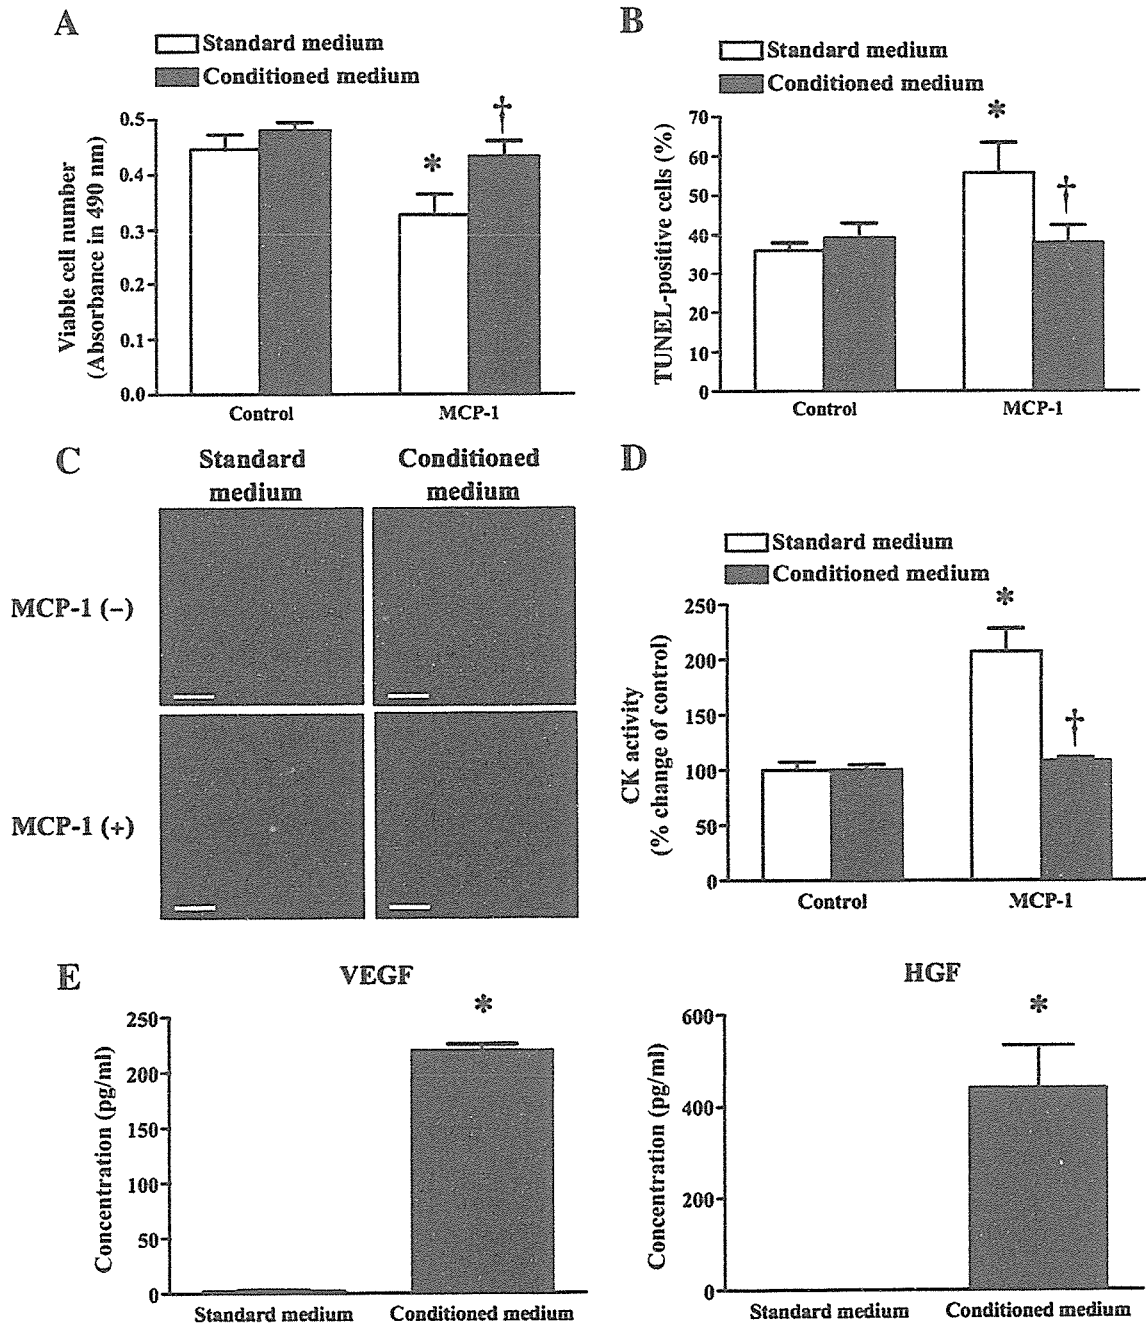 A
Standard medium
Conditioned medium
Viable cell number
(Absorbance in 490 nm)
0.5
0.4
0.3
0.2
0.1
0.0
*
†
Control
MCP-1
B
Standard medium
Conditioned medium
TUNEL-positive cells (%)
70
60
50
40
30
20
10
0
*
†
Control
MCP-1
C
Standard
medium
Conditioned
medium
MCP-1 (–)
MCP-1 (+)
D
Standard medium
Conditioned medium
CK activity
(% change of control)
250
200
150
100
50
0
*
†
Control
MCP-1
E
VEGF
Concentration (pg/ml)
250
200
150
100
50
0
*
Standard medium
Conditioned medium
HGF
Concentration (pg/ml)
600
400
200
0
*
Standard medium
Conditioned medium